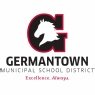 GERMANTOWN
MUNICIPAL SCHOOL DISTRICT
Excellence. Always.